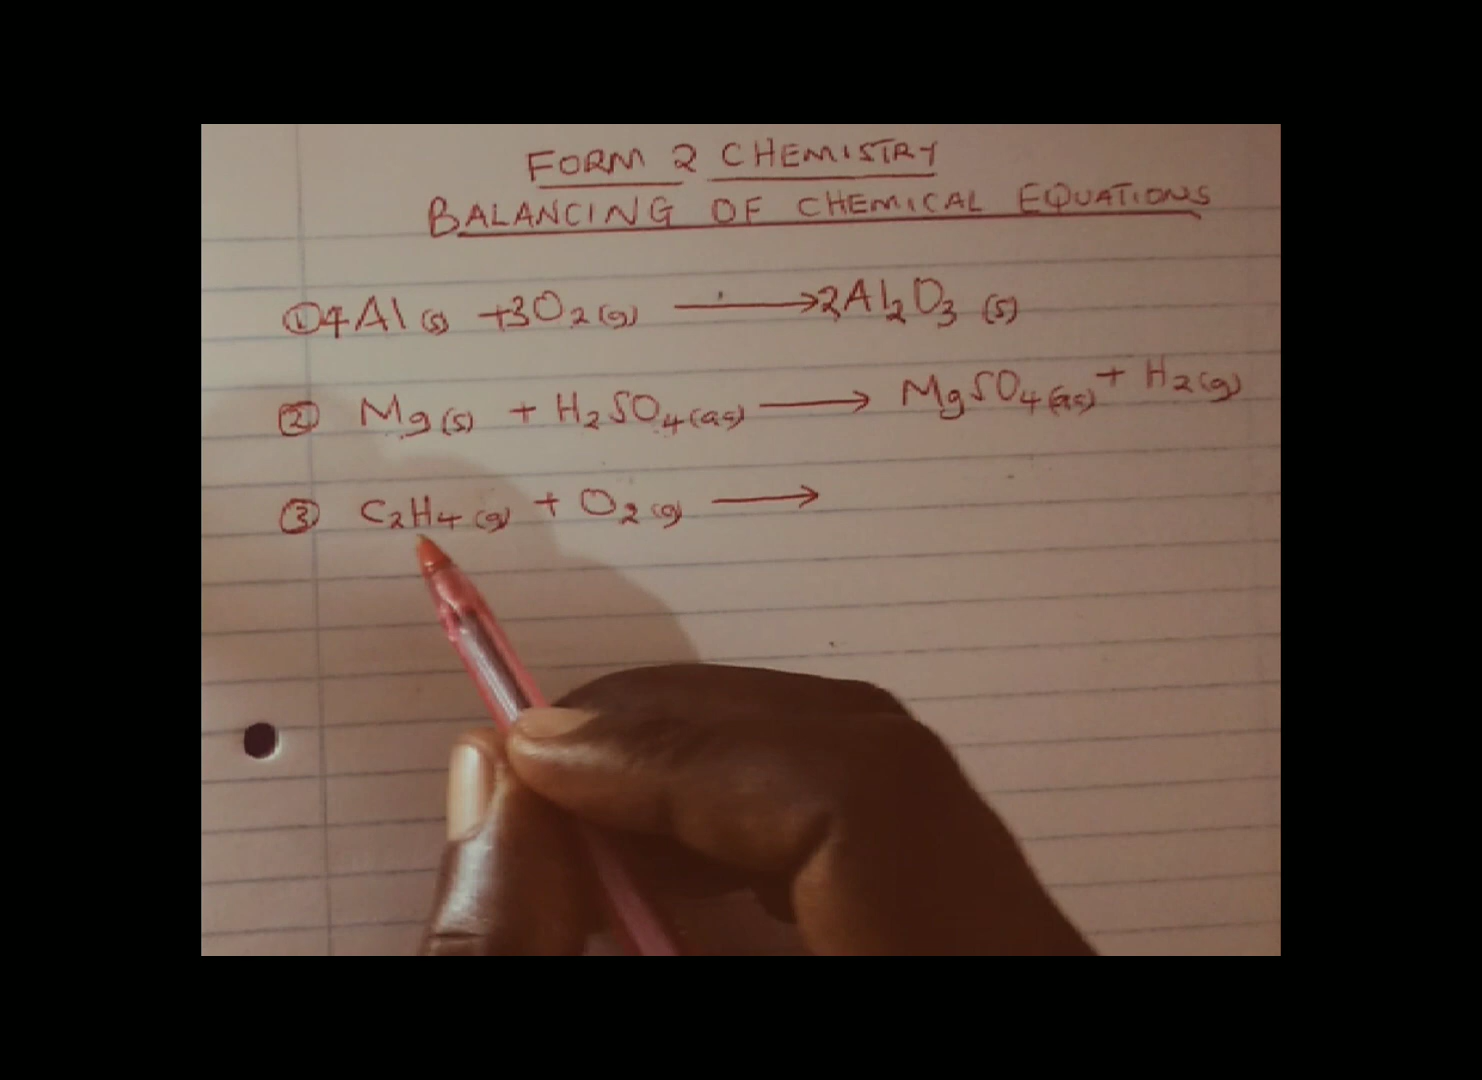 FORM 2 CHEMISTRY
BALANCING OF CHEMICAL EQUATIONS
① 4Al(s) + 3O₂(g) ⟶ 2Al₂O₃(s)
② Mg(s) + H₂SO₄(aq) ⟶ MgSO₄(aq) + H₂(g)
③ C₂H₄(g) + O₂(g) ⟶